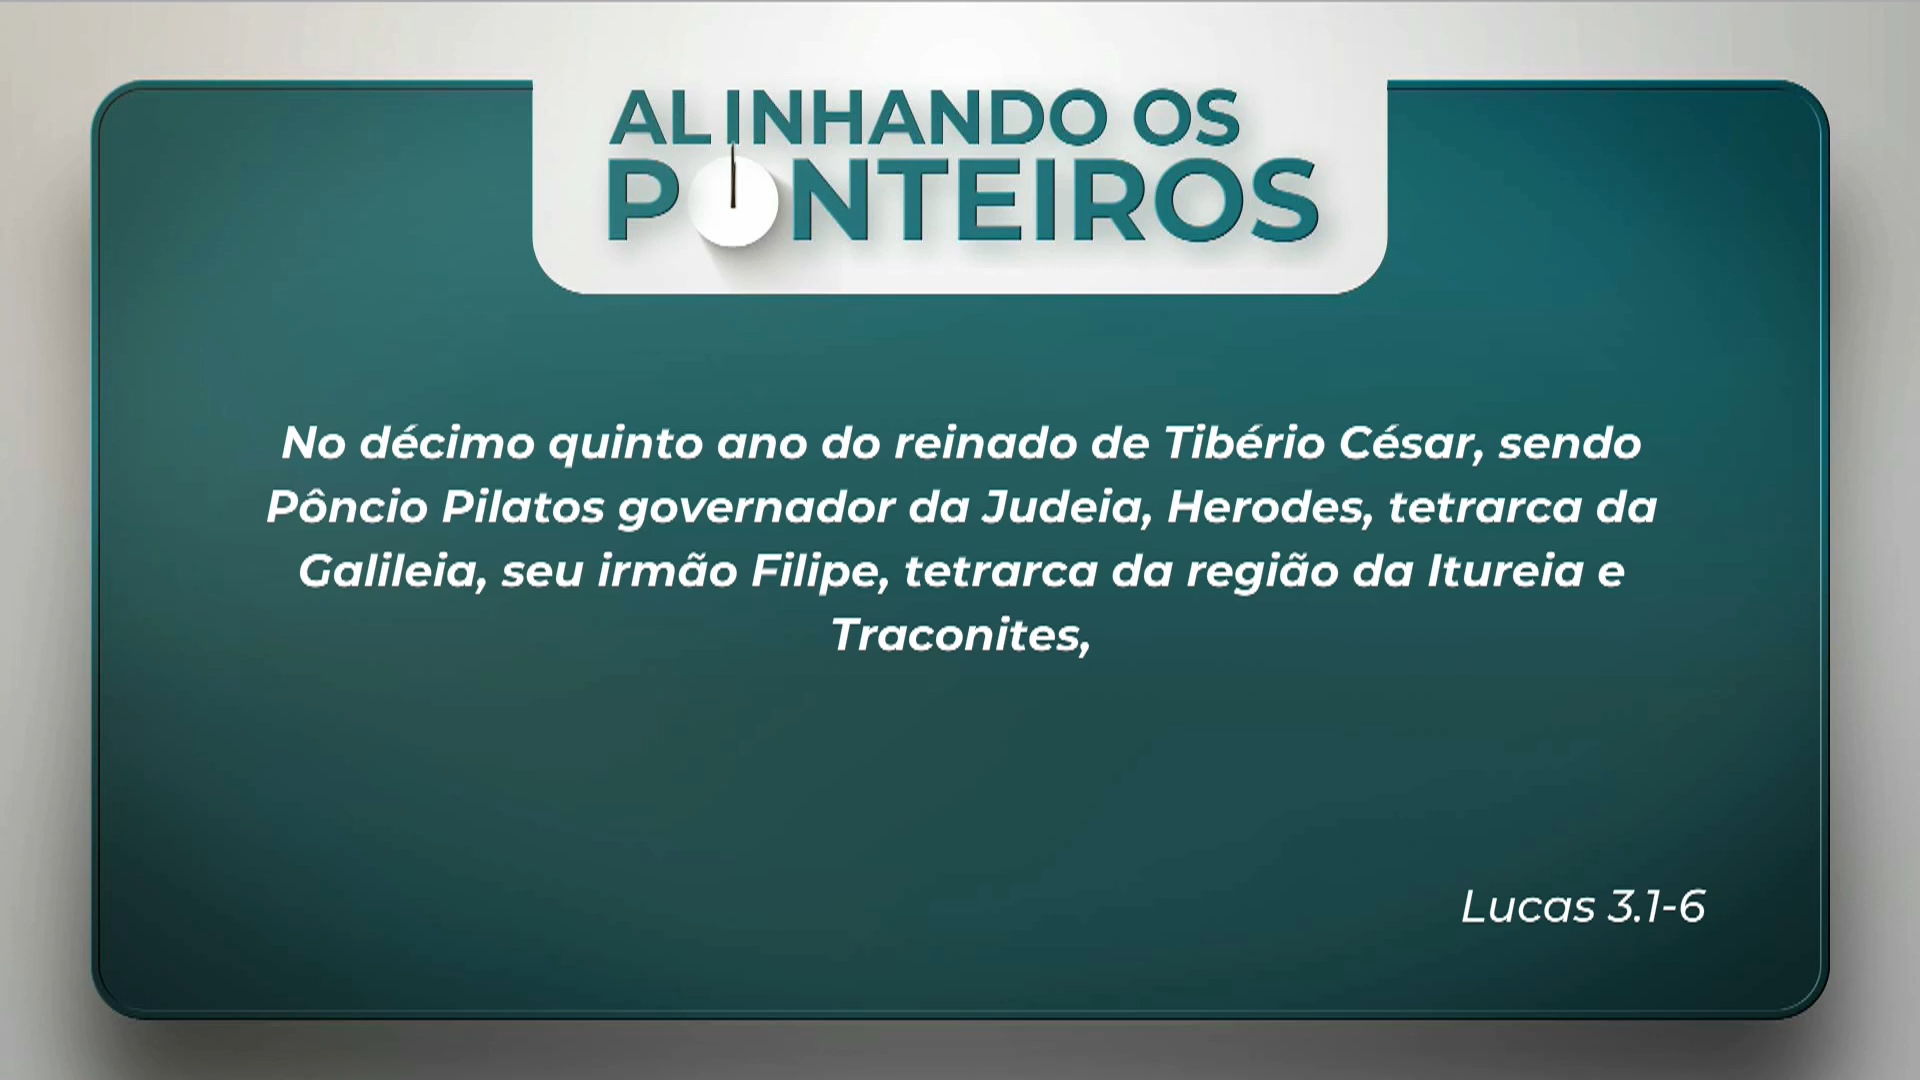 ALINHANDO OS
PONTEIROS
No décimo quinto ano do reinado de Tibério César, sendo
Pôncio Pilatos governador da Judeia, Herodes, tetrarca da
Galileia, seu irmão Filipe, tetrarca da região da Itureia e
Traconites,
Lucas 3.1-6